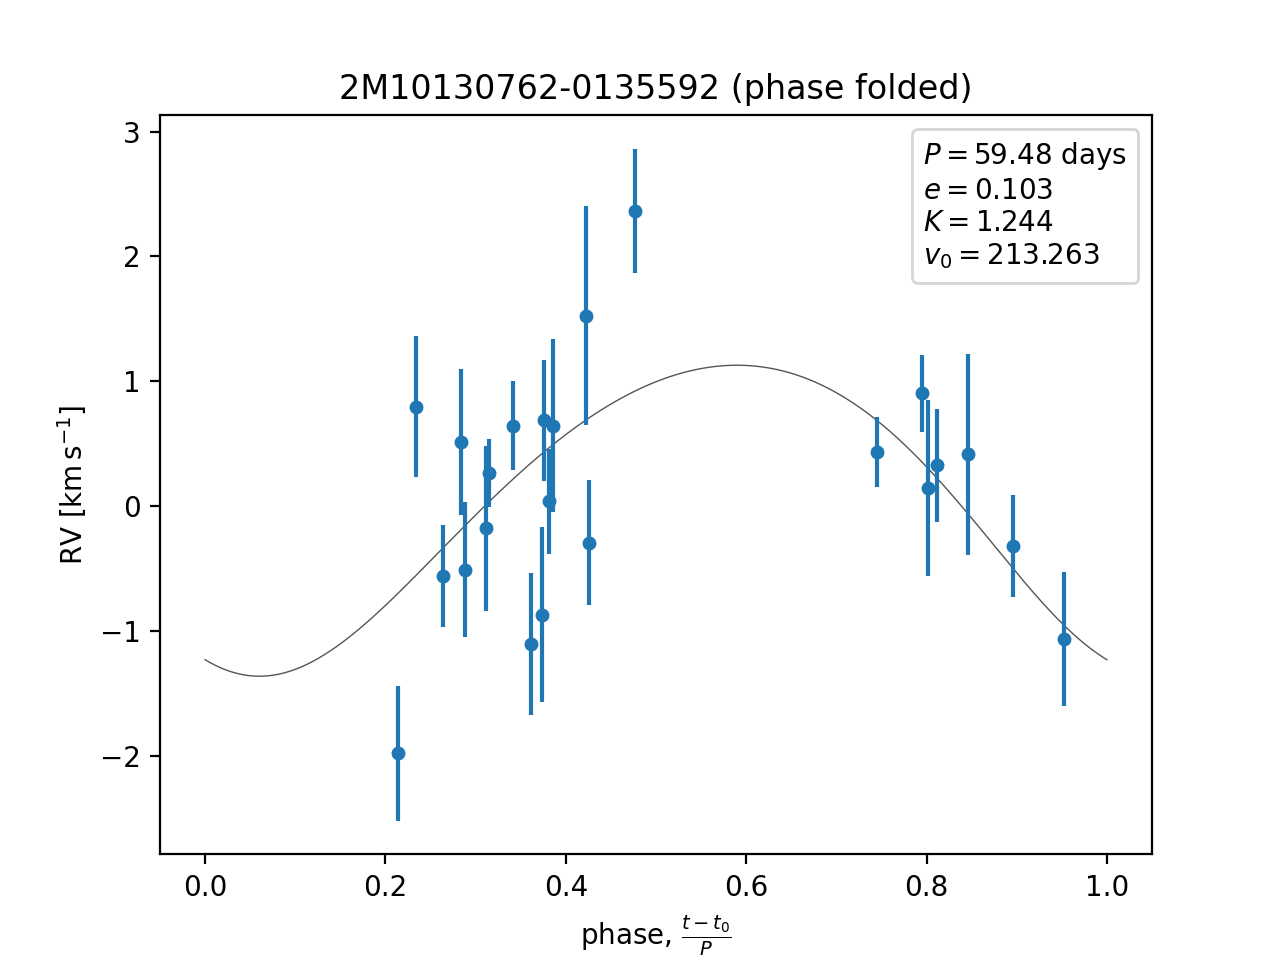 2M10130762-0135592 (phase folded)
P = 59.48 days
e = 0.103
K = 1.244
v₀ = 213.263
3
2
1
0
−1
−2
RV [km s⁻¹]
0.0 0.2 0.4 0.6 0.8 1.0
phase, (t − t₀)/P